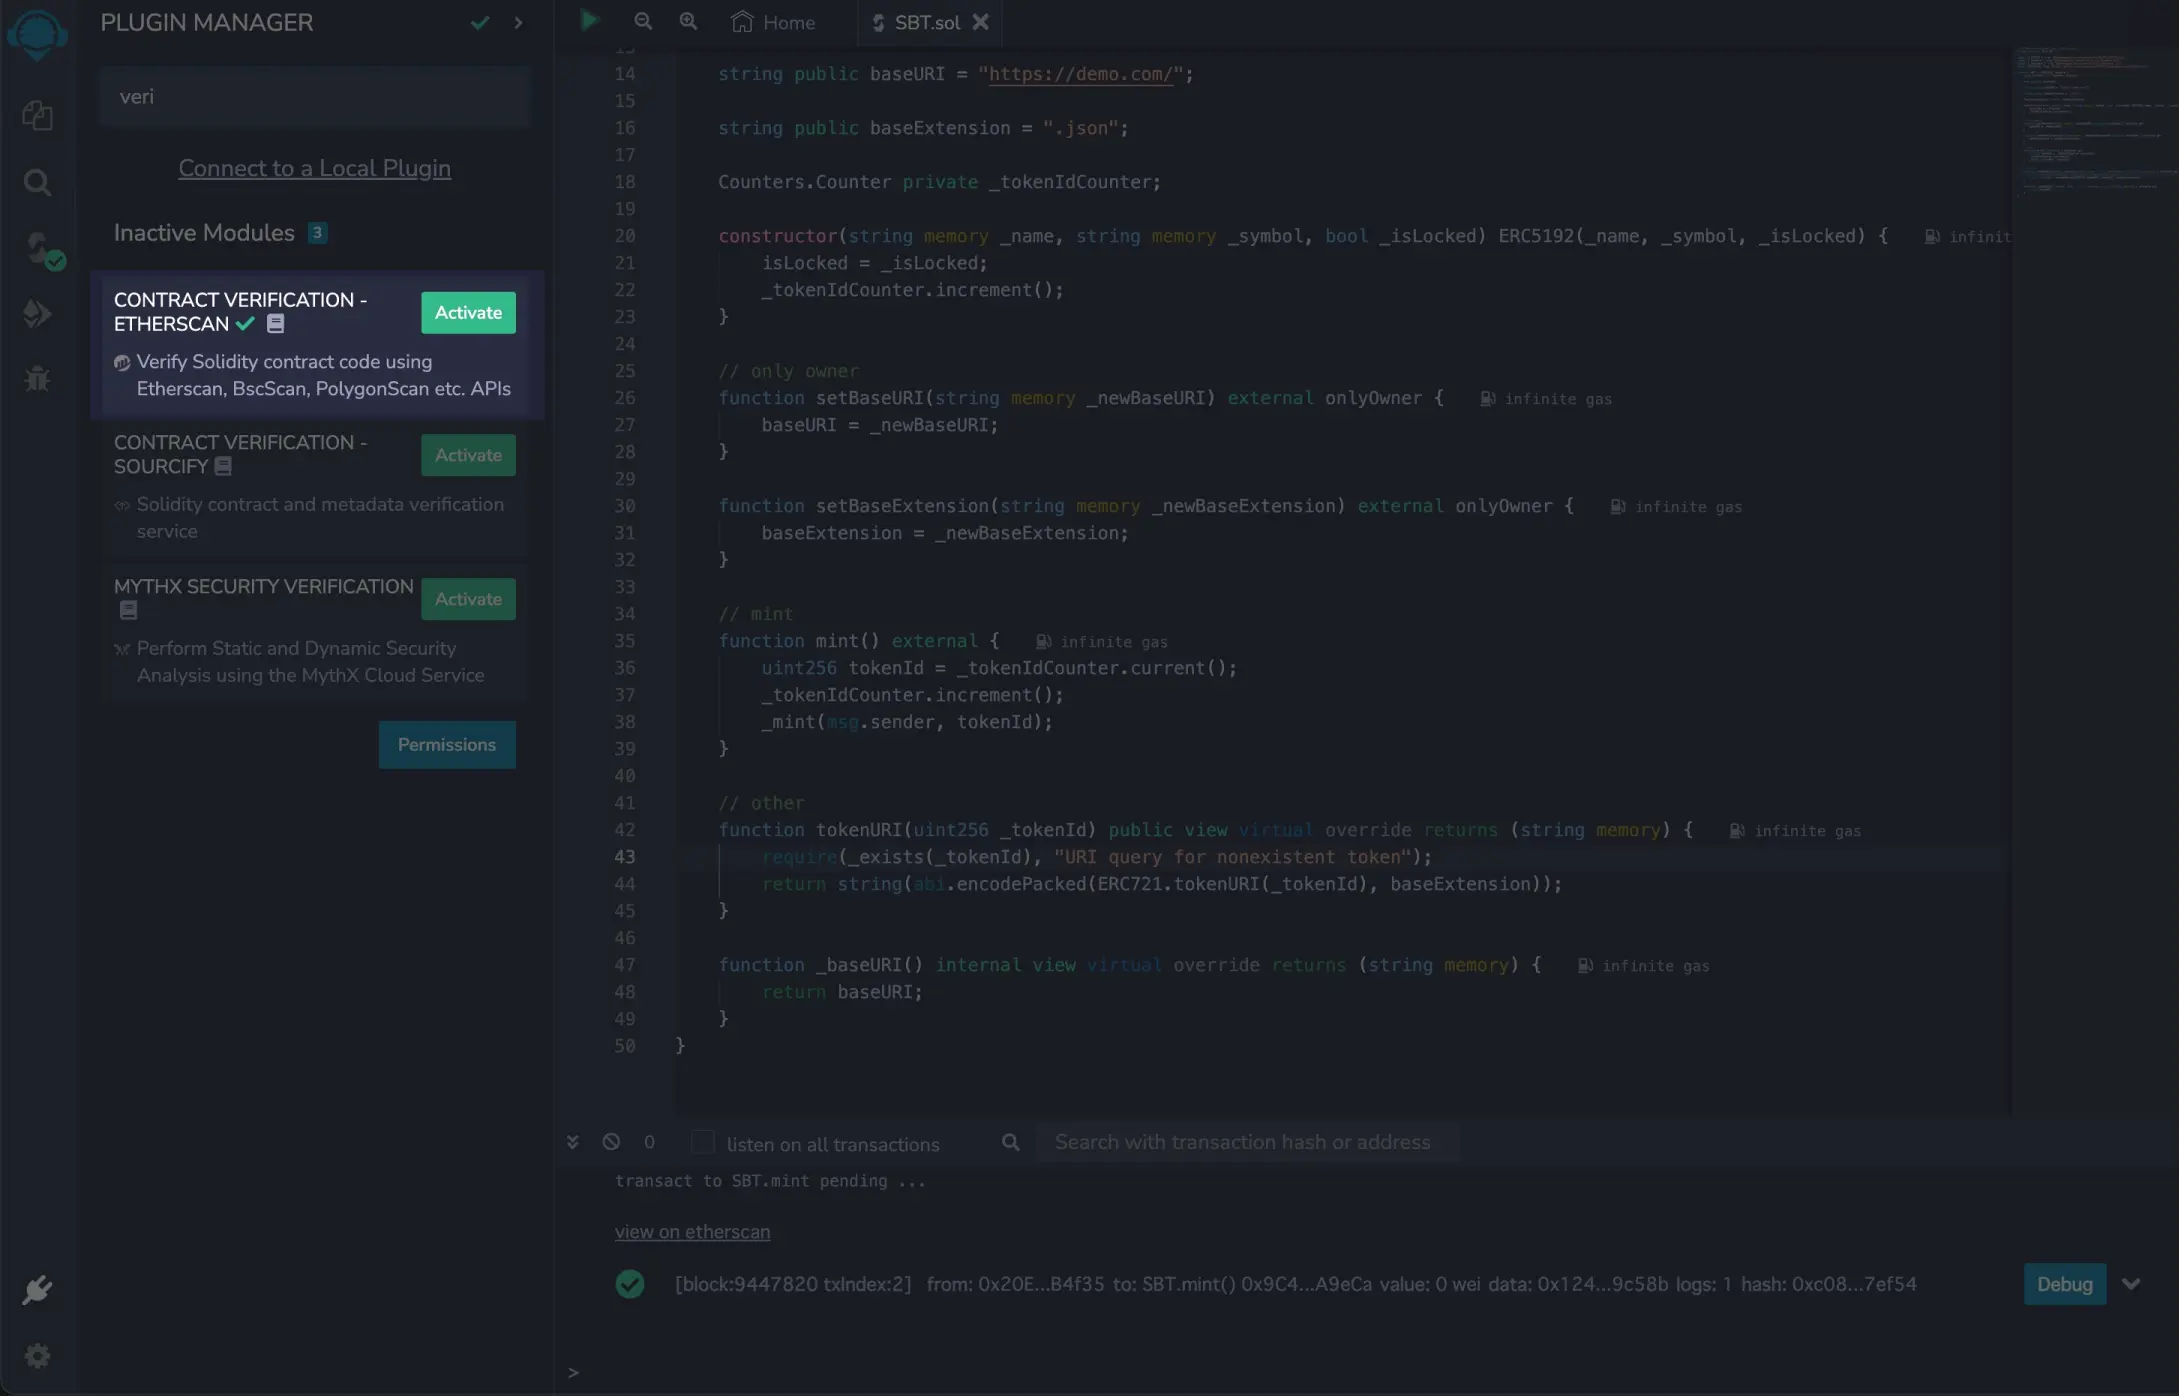 PLUGIN MANAGER
veri
Connect to a Local Plugin
Inactive Modules 3
CONTRACT VERIFICATION -
ETHERSCAN
Activate
Verify Solidity contract code using
Etherscan, BscScan, PolygonScan etc. APIs
CONTRACT VERIFICATION -
SOURCIFY
Activate
Solidity contract and metadata verification
service
MYTHX SECURITY VERIFICATION
Activate
Perform Static and Dynamic Security
Analysis using the MythX Cloud Service
Permissions
Home
SBT.sol
14 string public baseURI = "https://demo.com/";
15
16 string public baseExtension = ".json";
17
18 Counters.Counter private _tokenIdCounter;
19
20 constructor(string memory _name, string memory _symbol, bool _isLocked) ERC5192(_name, _symbol, _isLocked) { infinit
21 isLocked = _isLocked;
22 _tokenIdCounter.increment();
23 }
24
25 // only owner
26 function setBaseURI(string memory _newBaseURI) external onlyOwner { infinite gas
27 baseURI = _newBaseURI;
28 }
29
30 function setBaseExtension(string memory _newBaseExtension) external onlyOwner { infinite gas
31 baseExtension = _newBaseExtension;
32 }
33
34 // mint
35 function mint() external { infinite gas
36 uint256 tokenId = _tokenIdCounter.current();
37 _tokenIdCounter.increment();
38 _mint(msg.sender, tokenId);
39 }
40
41 // other
42 function tokenURI(uint256 _tokenId) public view virtual override returns (string memory) { infinite gas
43 require(_exists(_tokenId), "URI query for nonexistent token");
44 return string(abi.encodePacked(ERC721.tokenURI(_tokenId), baseExtension));
45 }
46
47 function _baseURI() internal view virtual override returns (string memory) { infinite gas
48 return baseURI;
49 }
50 }
0 listen on all transactions Search with transaction hash or address
transact to SBT.mint pending ...
view on etherscan
[block:9447820 txIndex:2] from: 0x20E...B4f35 to: SBT.mint() 0x9C4...A9eCa value: 0 wei data: 0x124...9c58b logs: 1 hash: 0xc08...7ef54
Debug
>